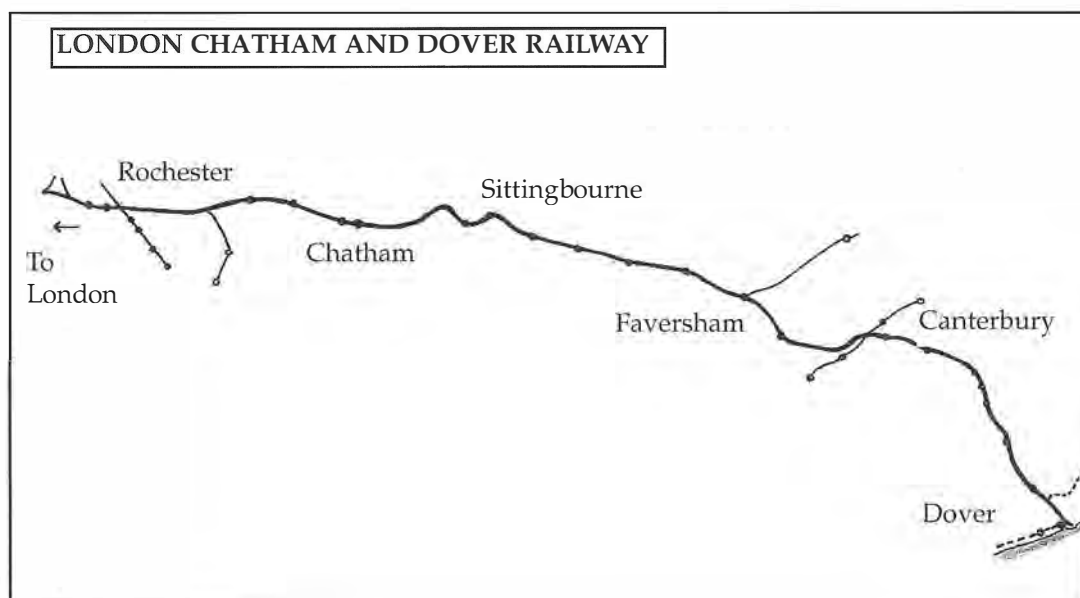 LONDON CHATHAM AND DOVER RAILWAY
Rochester
Sittingbourne
Chatham
To
London
Faversham
Canterbury
Dover